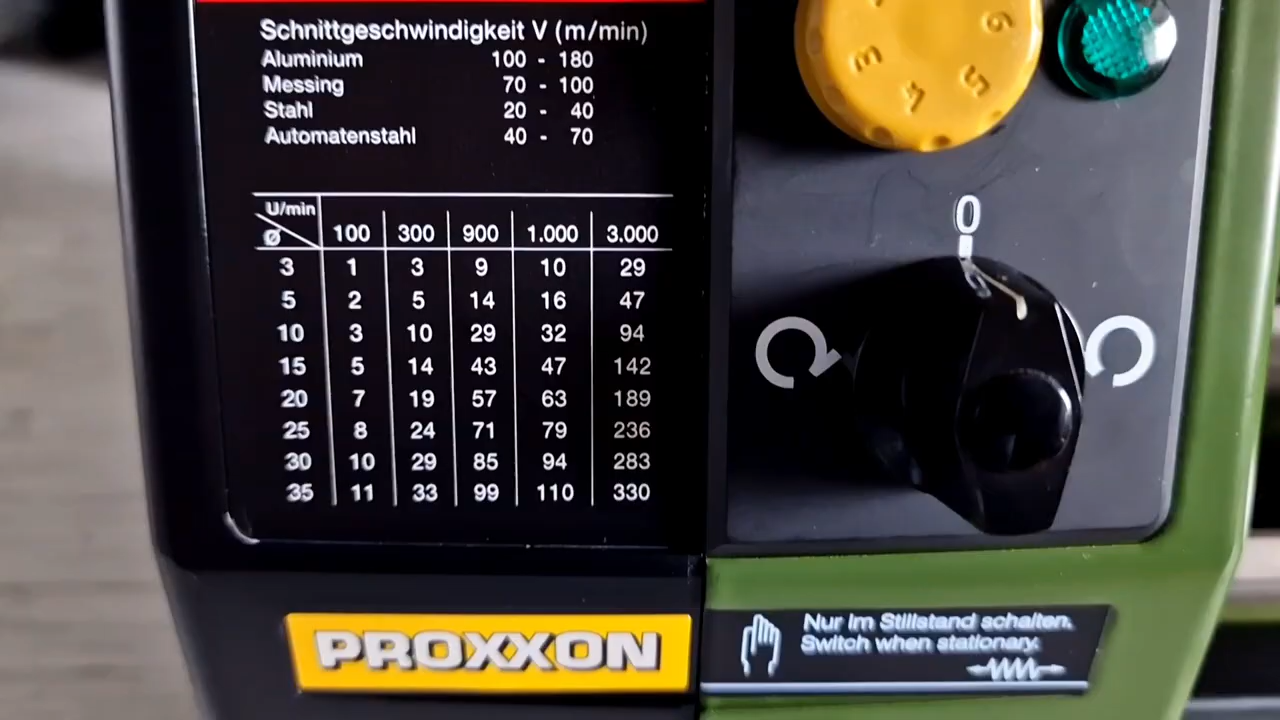 Schnittgeschwindigkeit V (m/min)
Aluminium 100 - 180
Messing 70 - 100
Stahl 20 - 40
Automatenstahl 40 - 70
U/min
Ø 100 300 900 1.000 3.000
3 1 3 9 10 29
5 2 5 14 16 47
10 3 10 29 32 94
15 5 14 43 47 142
20 7 19 57 63 189
25 8 24 71 79 236
30 10 29 85 94 283
35 11 33 99 110 330
3 4 5 6
0
PROXXON
Nur im Stillstand schalten.
Switch when stationary.